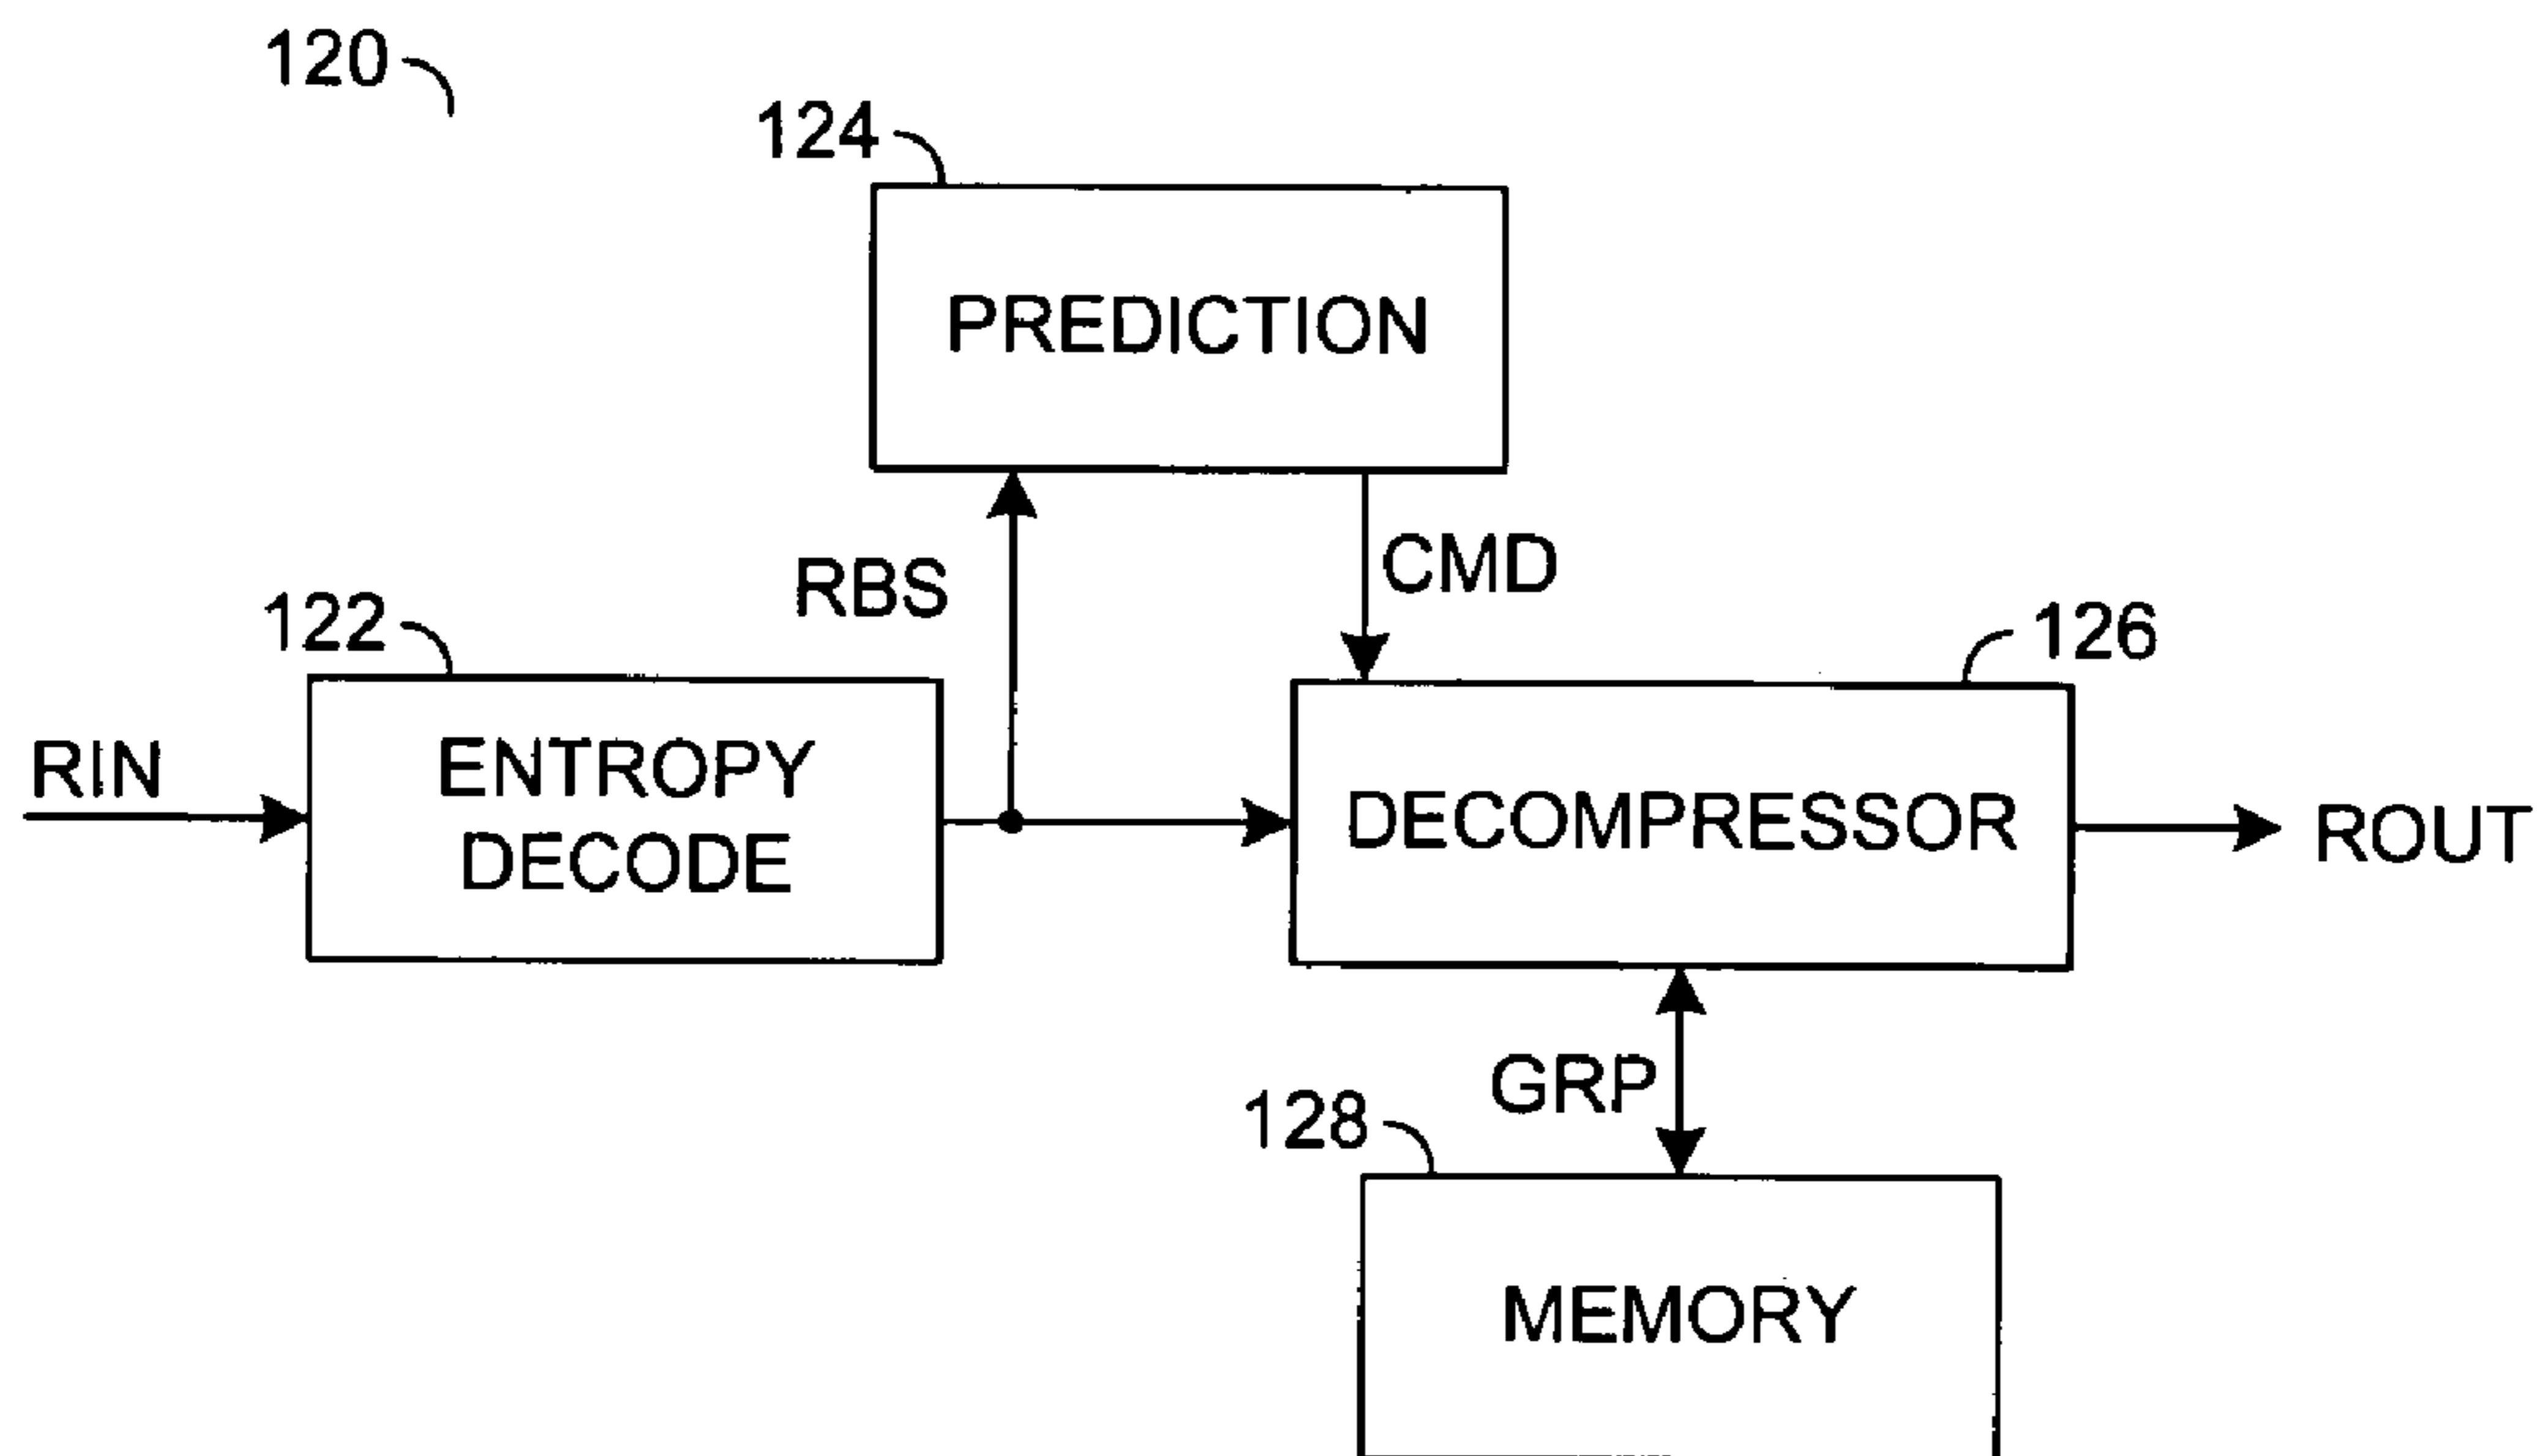 120
124
PREDICTION
RBS
CMD
122
126
RIN
ENTROPY
DECODE
DECOMPRESSOR
ROUT
GRP
128
MEMORY